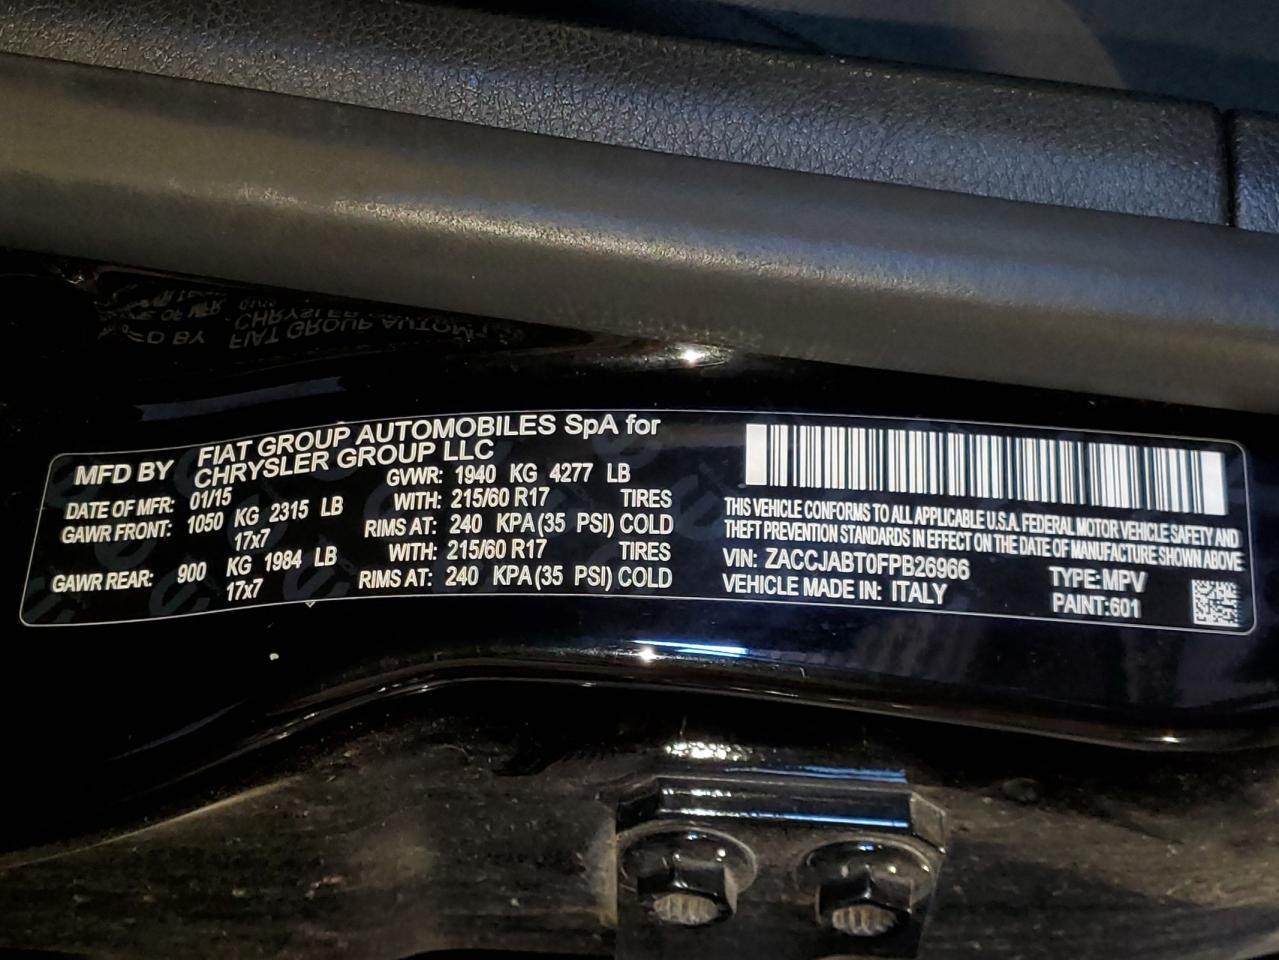 MFD BY FIAT GROUP AUTOMOBILES SpA for
CHRYSLER GROUP LLC
DATE OF MFR: 01/15 GVWR: 1940 KG 4277 LB
GAWR FRONT: 1050 KG 2315 LB WITH: 215/60 R17 TIRES
17x7 RIMS AT: 240 KPA (35 PSI) COLD
GAWR REAR: 900 KG 1984 LB WITH: 215/60 R17 TIRES
17x7 RIMS AT: 240 KPA (35 PSI) COLD
THIS VEHICLE CONFORMS TO ALL APPLICABLE U.S.A. FEDERAL MOTOR VEHICLE SAFETY AND
THEFT PREVENTION STANDARDS IN EFFECT ON THE DATE OF MANUFACTURE SHOWN ABOVE
VIN: ZACCJABT0FPB26966 TYPE: MPV
VEHICLE MADE IN: ITALY PAINT: 601